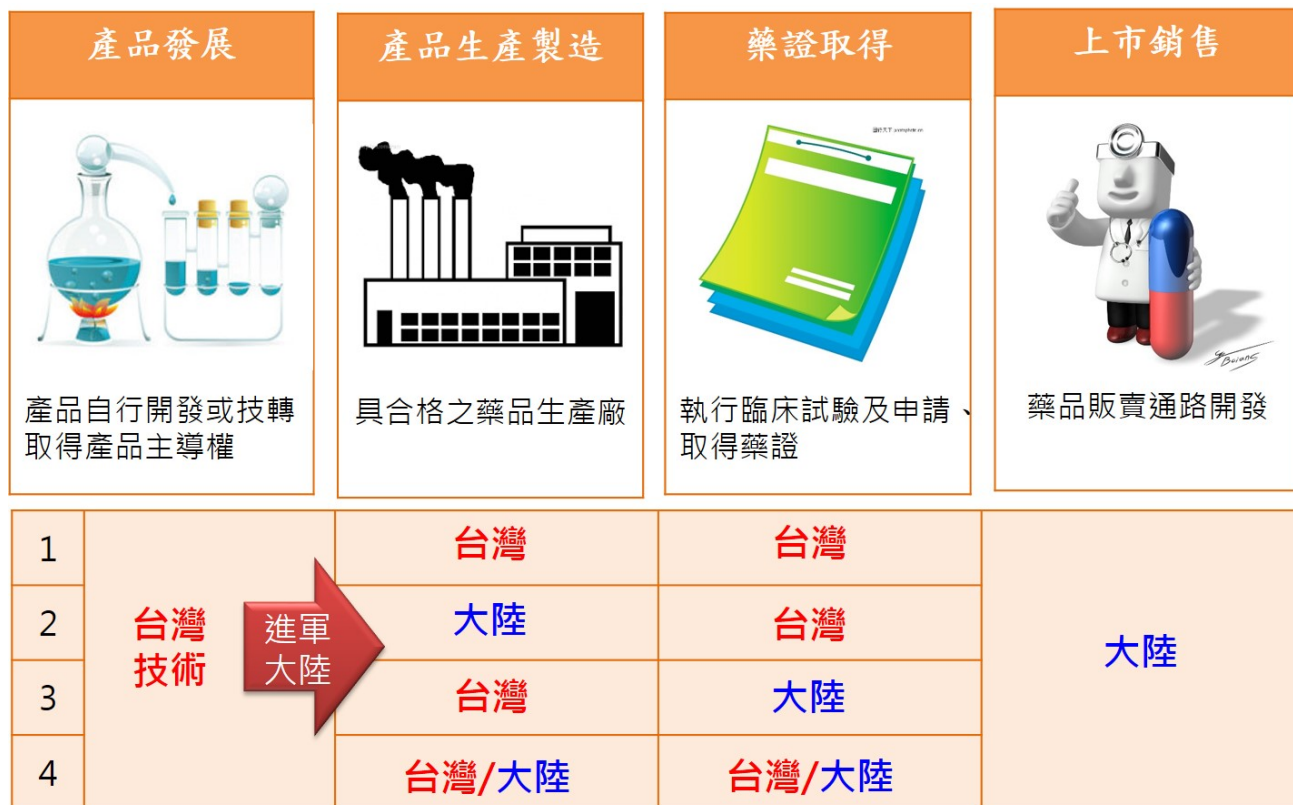 產品發展
產品生產製造
藥證取得
上市銷售
產品自行開發或技轉
取得產品主導權
具合格之藥品生產廠
執行臨床試驗及申請、
取得藥證
藥品販賣通路開發
1
台灣
台灣
2
大陸
台灣
3
台灣
大陸
4
台灣/大陸
台灣/大陸
台灣
技術
進軍
大陸
大陸